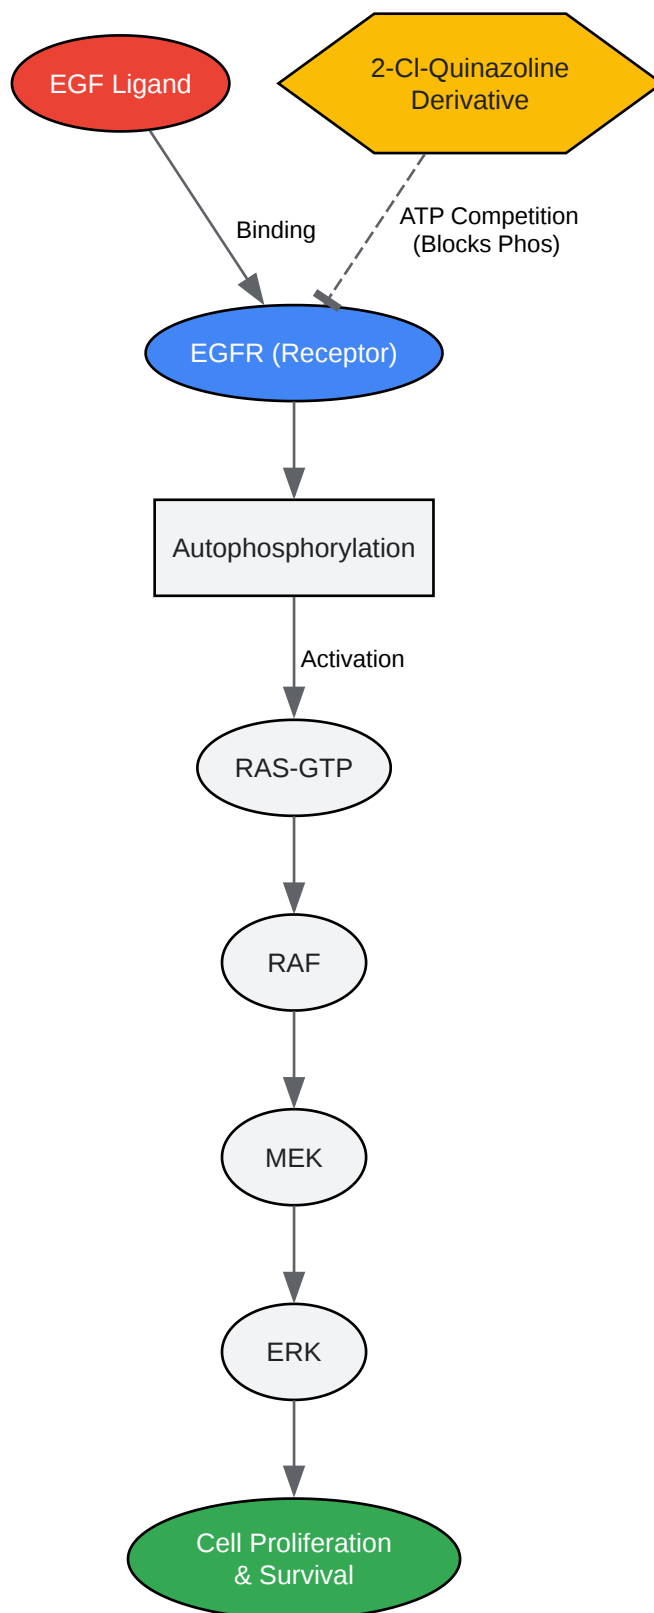 EGF Ligand
2-Cl-Quinazoline
Derivative
Binding
ATP Competition
(Blocks Phos)
EGFR (Receptor)
Autophosphorylation
Activation
RAS-GTP
RAF
MEK
ERK
Cell Proliferation
& Survival